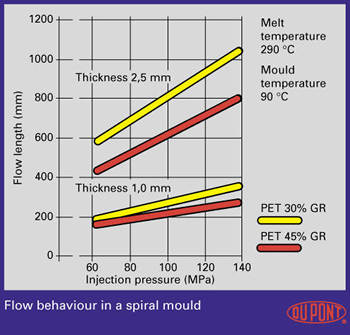 1200
1000
800
600
400
200
0
Flow length (mm)
Thickness 2,5 mm
Thickness 1,0 mm
60 80 100 120 140
Injection pressure (MPa)
Melt
temperature
290 °C
Mould
temperature
90 °C
PET 30% GR
PET 45% GR
Flow behaviour in a spiral mould
DU PONT